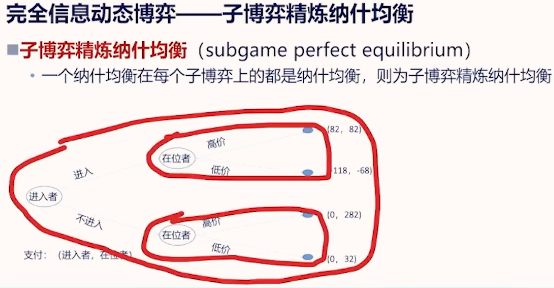 完全信息动态博弈——子博弈精炼纳什均衡
子博弈精炼纳什均衡（subgame perfect equilibrium）
一个纳什均衡在每个子博弈上的都是纳什均衡，则为子博弈精炼纳什均衡
高价
(82, 82)
在位者
进入
低价
118, -68)
进入者
(0, 282)
不进入
高价
在位者
支付：（进入者，在位者）
低价
(0, 32)